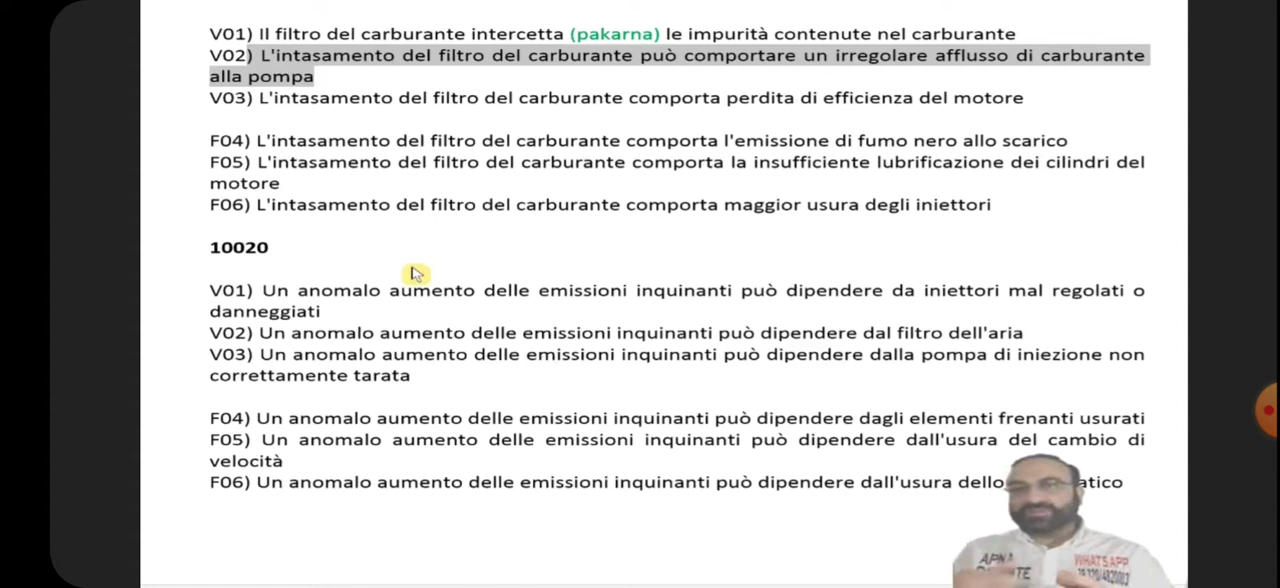 V01) Il filtro del carburante intercetta (pakarna) le impurità contenute nel carburante
V02) L'intasamento del filtro del carburante può comportare un irregolare afflusso di carburante
alla pompa
V03) L'intasamento del filtro del carburante comporta perdita di efficienza del motore
F04) L'intasamento del filtro del carburante comporta l'emissione di fumo nero allo scarico
F05) L'intasamento del filtro del carburante comporta la insufficiente lubrificazione dei cilindri del
motore
F06) L'intasamento del filtro del carburante comporta maggior usura degli iniettori
10020
V01) Un anomalo aumento delle emissioni inquinanti può dipendere da iniettori mal regolati o
danneggiati
V02) Un anomalo aumento delle emissioni inquinanti può dipendere dal filtro dell'aria
V03) Un anomalo aumento delle emissioni inquinanti può dipendere dalla pompa di iniezione non
correttamente tarata
F04) Un anomalo aumento delle emissioni inquinanti può dipendere dagli elementi frenanti usurati
F05) Un anomalo aumento delle emissioni inquinanti può dipendere dall'usura del cambio di
velocità
F06) Un anomalo aumento delle emissioni inquinanti può dipendere dall'usura dello
APNA
WHATSAPP